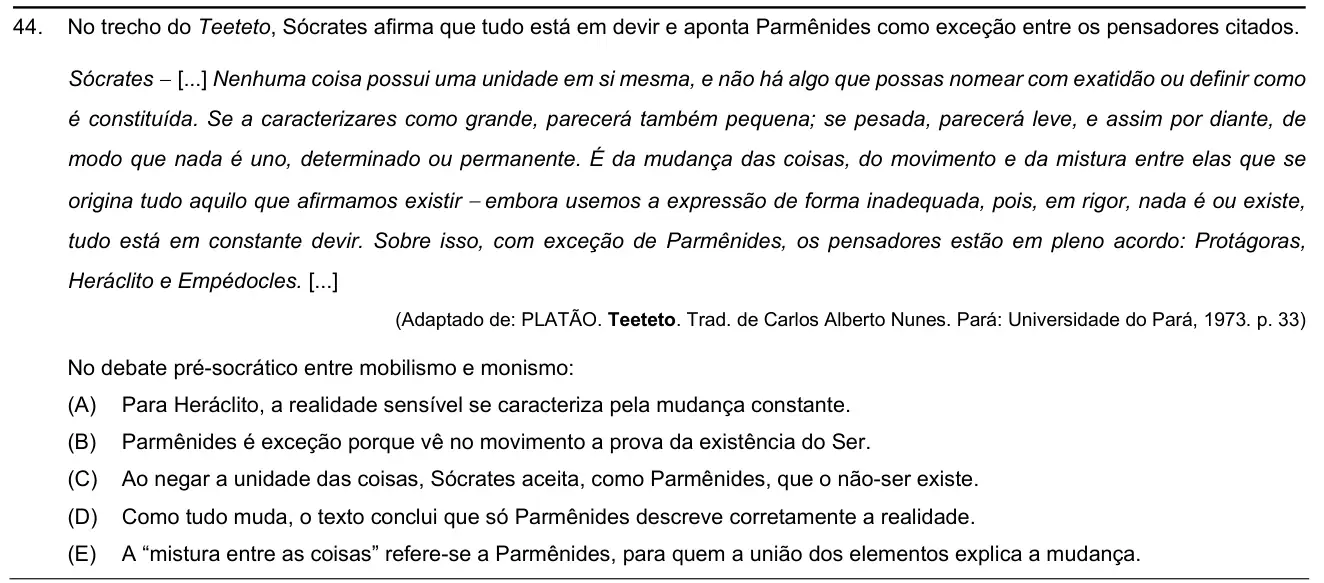 44. No trecho do Teeteto, Sócrates afirma que tudo está em devir e aponta Parmênides como exceção entre os pensadores citados.
Sócrates – [...] Nenhuma coisa possui uma unidade em si mesma, e não há algo que possas nomear com exatidão ou definir como
é constituída. Se a caracterizares como grande, parecerá também pequena; se pesada, parecerá leve, e assim por diante, de
modo que nada é uno, determinado ou permanente. É da mudança das coisas, do movimento e da mistura entre elas que se
origina tudo aquilo que afirmamos existir – embora usemos a expressão de forma inadequada, pois, em rigor, nada é ou existe,
tudo está em constante devir. Sobre isso, com exceção de Parmênides, os pensadores estão em pleno acordo: Protágoras,
Heráclito e Empédocles. [...]
(Adaptado de: PLATÃO. Teeteto. Trad. de Carlos Alberto Nunes. Pará: Universidade do Pará, 1973. p. 33)
No debate pré-socrático entre mobilismo e monismo:
(A) Para Heráclito, a realidade sensível se caracteriza pela mudança constante.
(B) Parmênides é exceção porque vê no movimento a prova da existência do Ser.
(C) Ao negar a unidade das coisas, Sócrates aceita, como Parmênides, que o não-ser existe.
(D) Como tudo muda, o texto conclui que só Parmênides descreve corretamente a realidade.
(E) A “mistura entre as coisas” refere-se a Parmênides, para quem a união dos elementos explica a mudança.